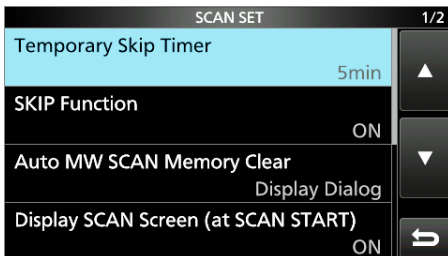 SCAN SET 1/2
Temporary Skip Timer
5min
SKIP Function
ON
Auto MW SCAN Memory Clear
Display Dialog
Display SCAN Screen (at SCAN START)
ON